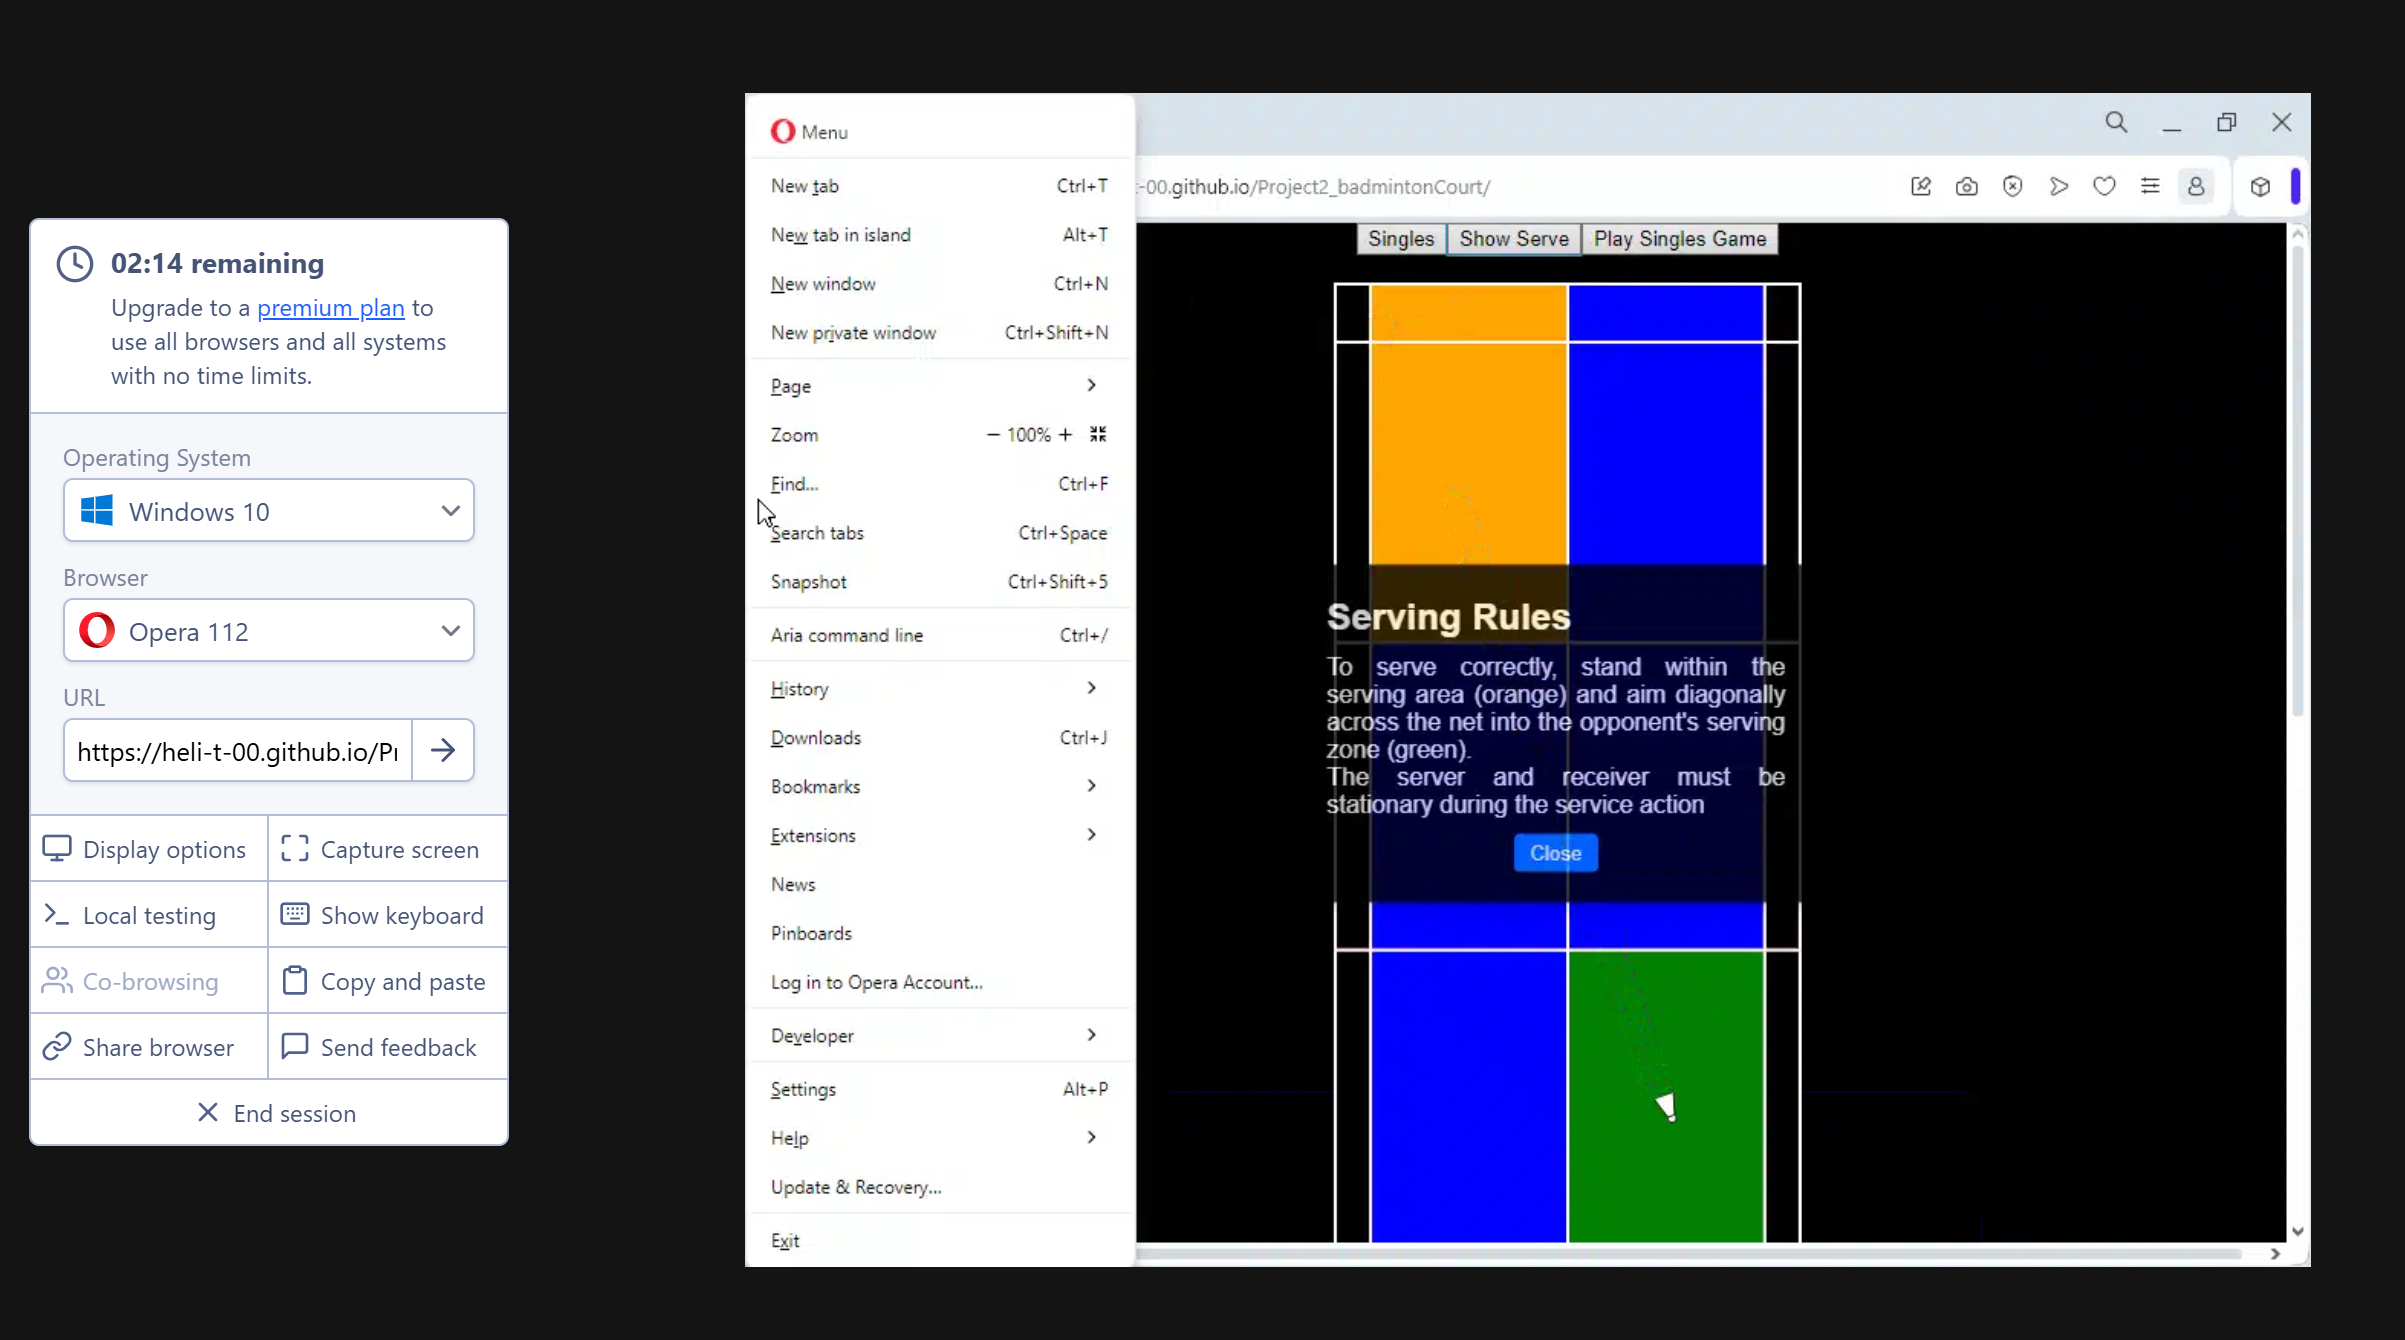 02:14 remaining
Upgrade to a premium plan to
use all browsers and all systems
with no time limits.
Operating System
Windows 10
Browser
Opera 112
URL
https://heli-t-00.github.io/Pr
Display options
Capture screen
Local testing
Show keyboard
Co-browsing
Copy and paste
Share browser
Send feedback
End session
Menu
New tab Ctrl+T
New tab in island Alt+T
New window Ctrl+N
New private window Ctrl+Shift+N
Page
Zoom − 100% +
Find... Ctrl+F
Search tabs Ctrl+Space
Snapshot Ctrl+Shift+5
Aria command line Ctrl+/
History
Downloads Ctrl+J
Bookmarks
Extensions
News
Pinboards
Log in to Opera Account...
Developer
Settings Alt+P
Help
Update & Recovery...
Exit
-00.github.io/Project2_badmintonCourt/
Singles Show Serve Play Singles Game
Serving Rules
To serve correctly, stand within the
serving area (orange) and aim diagonally
across the net into the opponent's serving
zone (green).
The server and receiver must be
stationary during the service action
Close